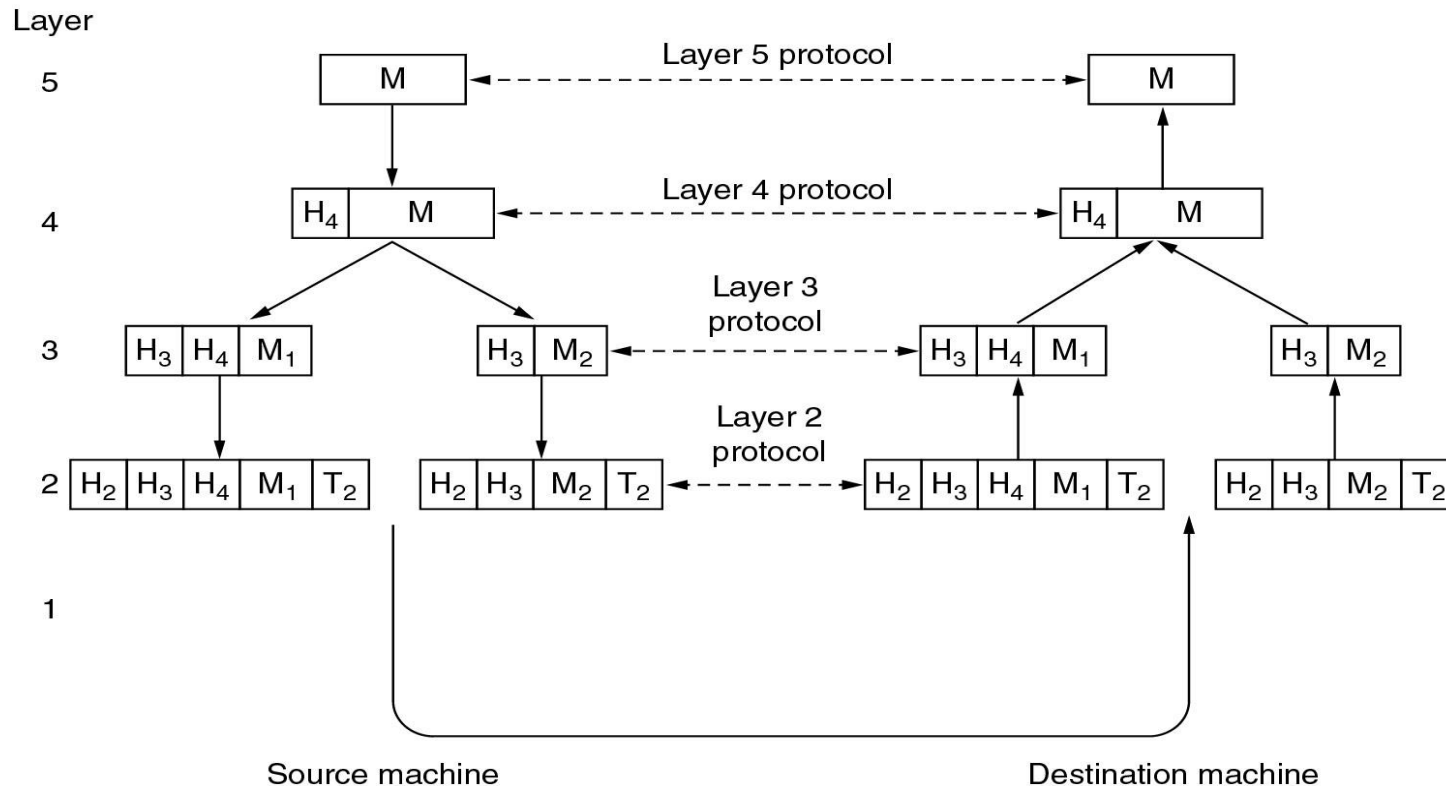 Layer
5 M Layer 5 protocol M
4 H₄ M Layer 4 protocol H₄ M
Layer 3
protocol
3 H₃ H₄ M₁ H₃ M₂ H₃ H₄ M₁ H₃ M₂
Layer 2
protocol
2 H₂ H₃ H₄ M₁ T₂ H₂ H₃ M₂ T₂ H₂ H₃ H₄ M₁ T₂ H₂ H₃ M₂ T₂
1
Source machine Destination machine